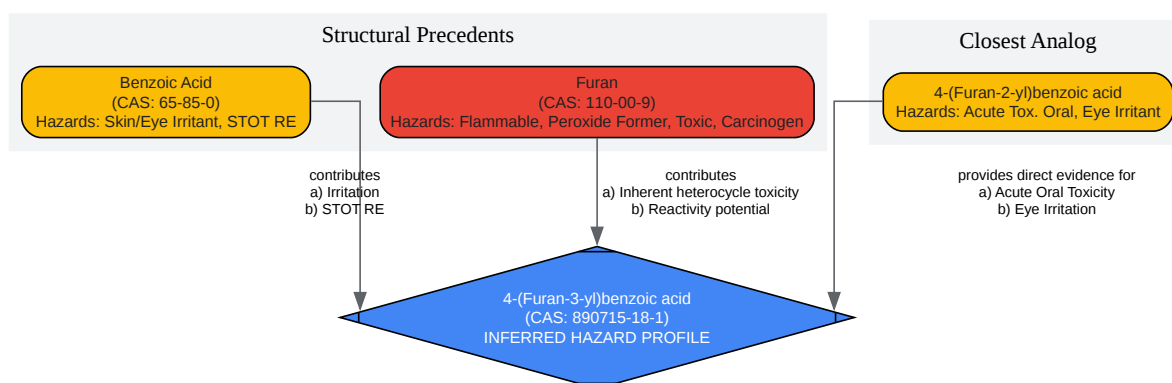 Structural Precedents
Closest Analog
Benzoic Acid
(CAS: 65-85-0)
Hazards: Skin/Eye Irritant, STOT RE
Furan
(CAS: 110-00-9)
Hazards: Flammable, Peroxide Former, Toxic, Carcinogen
4-(Furan-2-yl)benzoic acid
Hazards: Acute Tox. Oral, Eye Irritant
contributes
a) Irritation
b) STOT RE
contributes
a) Inherent heterocycle toxicity
b) Reactivity potential
provides direct evidence for
a) Acute Oral Toxicity
b) Eye Irritation
4-(Furan-3-yl)benzoic acid
(CAS: 890715-18-1)
INFERRED HAZARD PROFILE